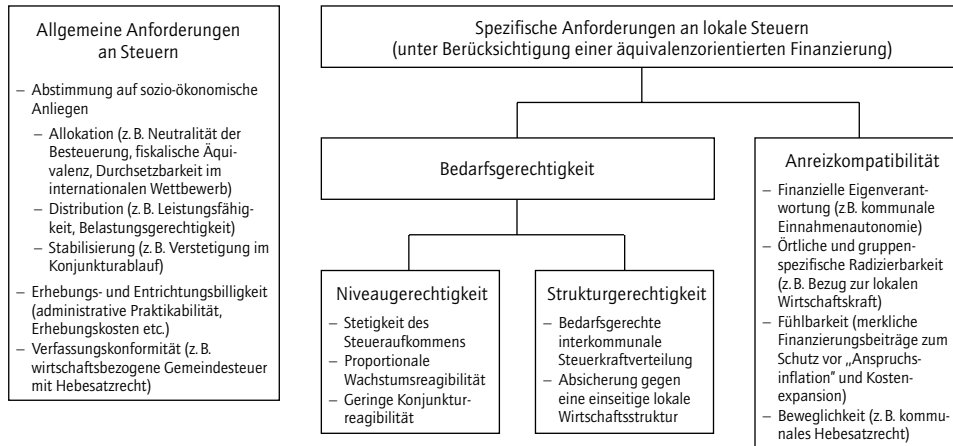 Allgemeine Anforderungen
an Steuern
– Abstimmung auf sozio-ökonomische
Anliegen
– Allokation (z. B. Neutralität der
Besteuerung, fiskalische Äqui-
valenz, Durchsetzbarkeit im
internationalen Wettbewerb)
– Distribution (z. B. Leistungsfähig-
keit, Belastungsgerechtigkeit)
– Stabilisierung (z. B. Verstetigung im
Konjunkturablauf)
– Erhebungs- und Entrichtungsbilligkeit
(administrative Praktikabilität,
Erhebungskosten etc.)
– Verfassungskonformität (z. B.
wirtschaftsbezogene Gemeindesteuer
mit Hebesatzrecht)
Spezifische Anforderungen an lokale Steuern
(unter Berücksichtigung einer äquivalenzorientierten Finanzierung)
Bedarfsgerechtigkeit
Niveaugerechtigkeit
– Stetigkeit des
Steueraufkommens
– Proportionale
Wachstumsreagibilität
– Geringe Konjunktur-
reagibilität
Strukturgerechtigkeit
– Bedarfsgerechte
interkommunale
Steuerkraftverteilung
– Absicherung gegen
eine einseitige lokale
Wirtschaftsstruktur
Anreizkompatibilität
– Finanzielle Eigenverant-
wortung (z B. kommunale
Einnahmenautonomie)
– Örtliche und gruppen-
spezifische Radizierbarkeit
(z. B. Bezug zur lokalen
Wirtschaftskraft)
– Fühlbarkeit (merkliche
Finanzierungsbeiträge zum
Schutz vor „Anspruchs-
inflation" und Kosten-
expansion)
– Beweglichkeit (z. B. kommu-
nales Hebesatzrecht)